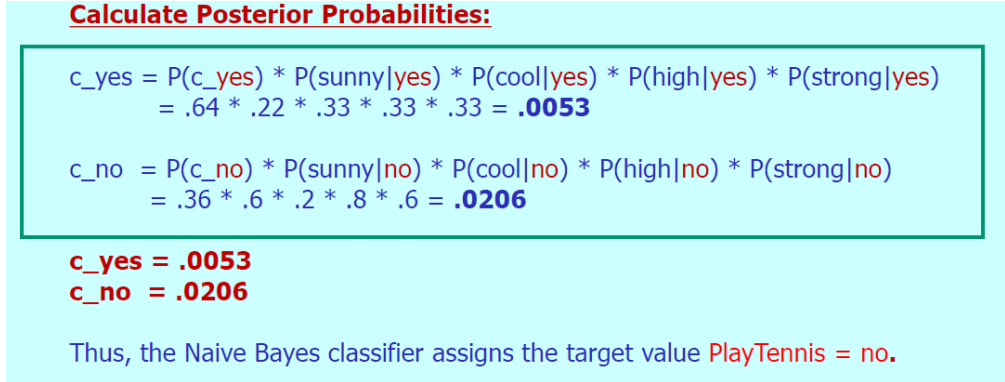 Calculate Posterior Probabilities:
c_yes = P(c_yes) * P(sunny|yes) * P(cool|yes) * P(high|yes) * P(strong|yes)
= .64 * .22 * .33 * .33 * .33 = .0053
c_no = P(c_no) * P(sunny|no) * P(cool|no) * P(high|no) * P(strong|no)
= .36 * .6 * .2 * .8 * .6 = .0206
c_yes = .0053
c_no = .0206
Thus, the Naive Bayes classifier assigns the target value PlayTennis = no.